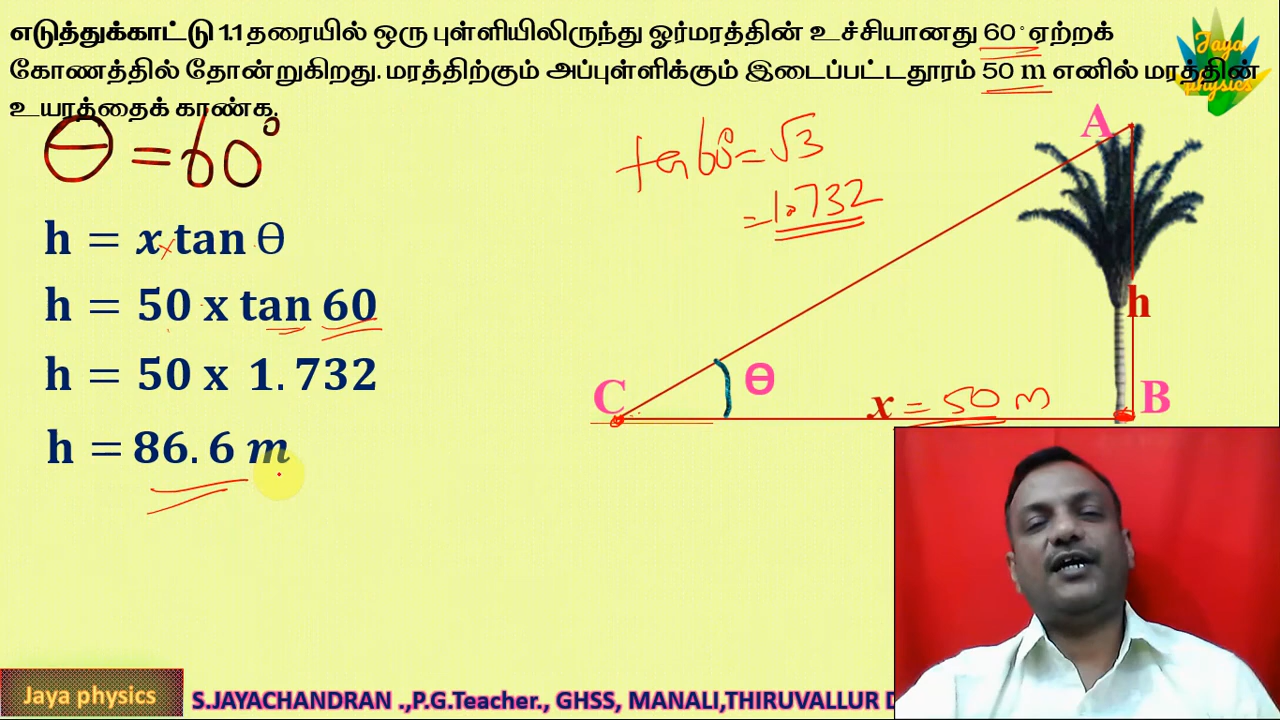 எடுத்துக்காட்டு 1.1 தரையில் ஒரு புள்ளியிலிருந்து ஓர்மரத்தின் உச்சியானது 60° ஏற்றக்
கோணத்தில் தோன்றுகிறது. மரத்திற்கும் அப்புள்ளிக்கும் இடைப்பட்டதூரம் 50 m எனில் மரத்தின்
உயரத்தைக் காண்க.
Jaya
physics
θ = 60°
tan 60° = √3
= 1.732
h = x × tan θ
h = 50 x tan 60
h = 50 x 1.732
h = 86.6 m
A
h
θ
C
x = 50 m
B
Jaya physics
S.JAYACHANDRAN .,P.G.Teacher., GHSS, MANALI,THIRUVALLUR D